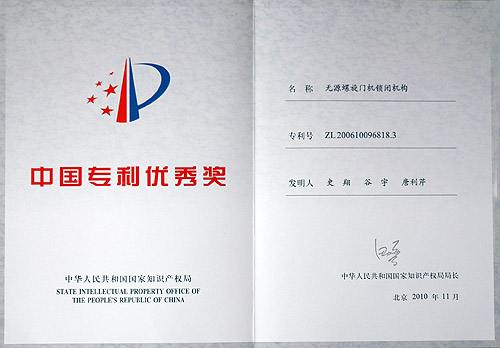 中国专利优秀奖
中华人民共和国国家知识产权局
STATE INTELLECTUAL PROPERTY OFFICE OF
THE PEOPLE'S REPUBLIC OF CHINA
名 称 无源螺旋门机锁闭机构
专利号 ZL200610096818.3
发明人 史 翔 谷 宇 唐利芹
中华人民共和国国家知识产权局局长
北京 2010 年 11 月